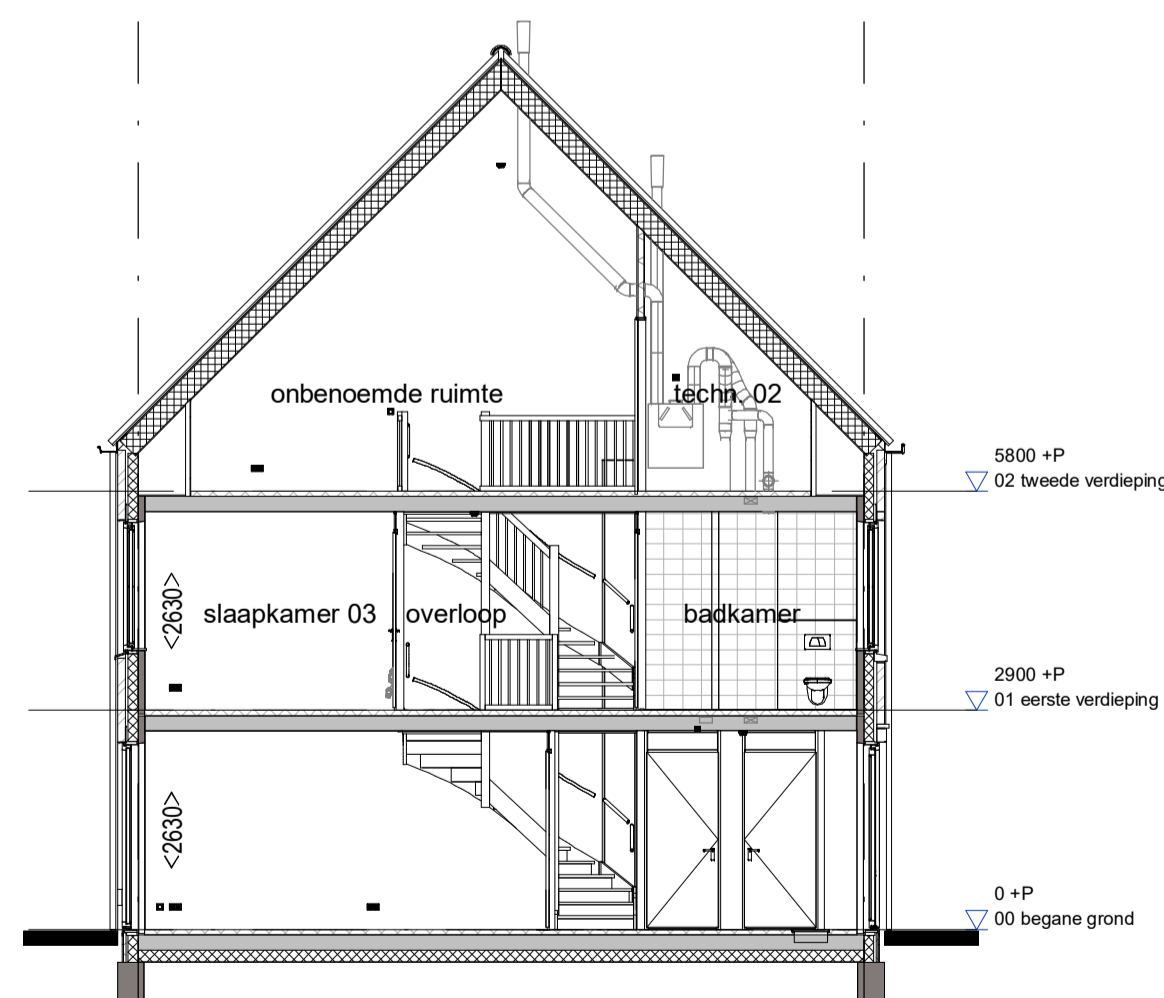 onbenoemde ruimte
techn. 02
5800 +P
02 tweede verdieping
<2630>
slaapkamer 03
overloop
badkamer
2900 +P
01 eerste verdieping
<2630>
0 +P
00 begane grond